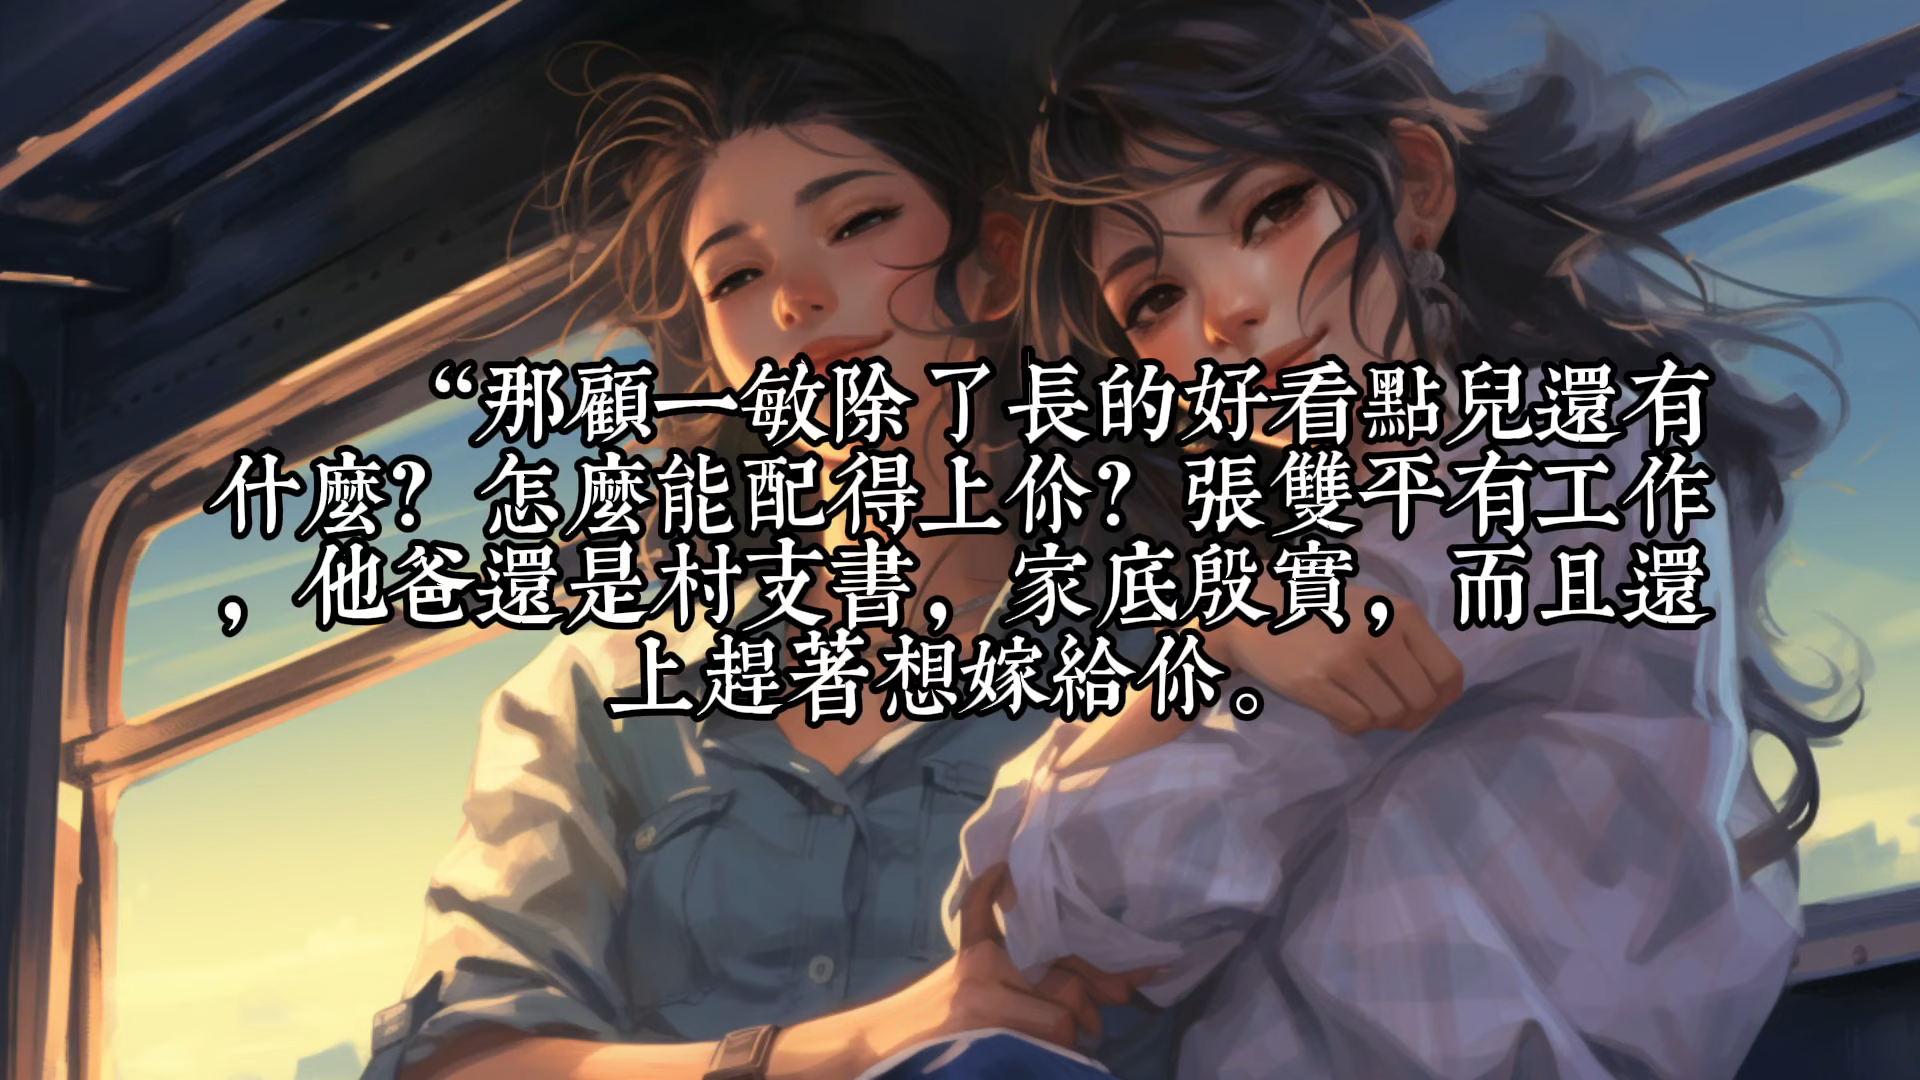 “那顧一敏除了長的好看點兒還有
什麼？怎麼能配得上你？張雙平有工作
，他爸還是村支書，家底殷實，而且還
上趕著想嫁給你。